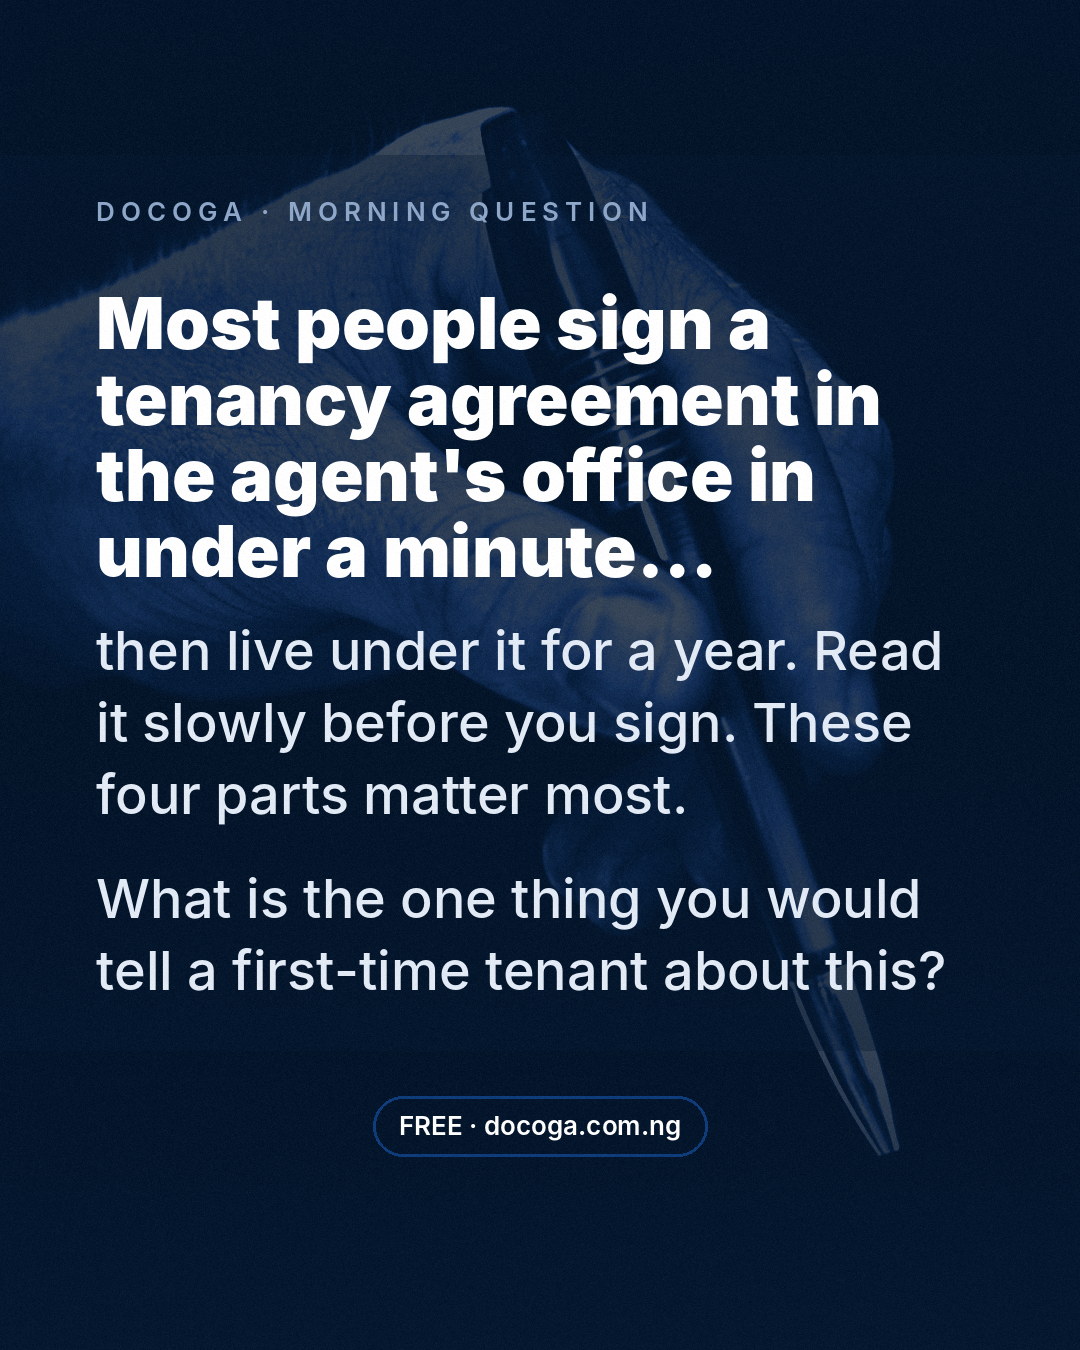 DOCOGA · MORNING QUESTION
Most people sign a
tenancy agreement in
the agent's office in
under a minute...
then live under it for a year. Read
it slowly before you sign. These
four parts matter most.
What is the one thing you would
tell a first-time tenant about this?
FREE · docoga.com.ng